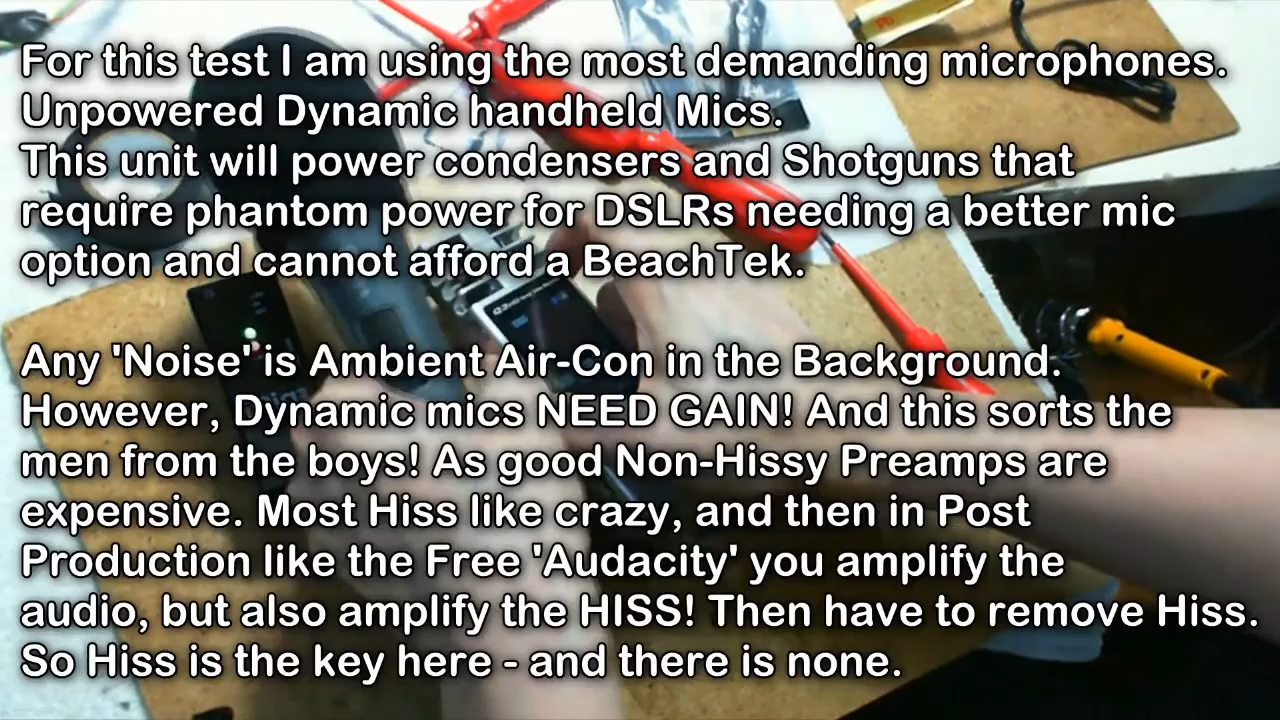 For this test I am using the most demanding microphones.
Unpowered Dynamic handheld Mics.
This unit will power condensers and Shotguns that
require phantom power for DSLRs needing a better mic
option and cannot afford a BeachTek.
Any 'Noise' is Ambient Air-Con in the Background.
However, Dynamic mics NEED GAIN! And this sorts the
men from the boys! As good Non-Hissy Preamps are
expensive. Most Hiss like crazy, and then in Post
Production like the Free 'Audacity' you amplify the
audio, but also amplify the HISS! Then have to remove Hiss.
So Hiss is the key here - and there is none.